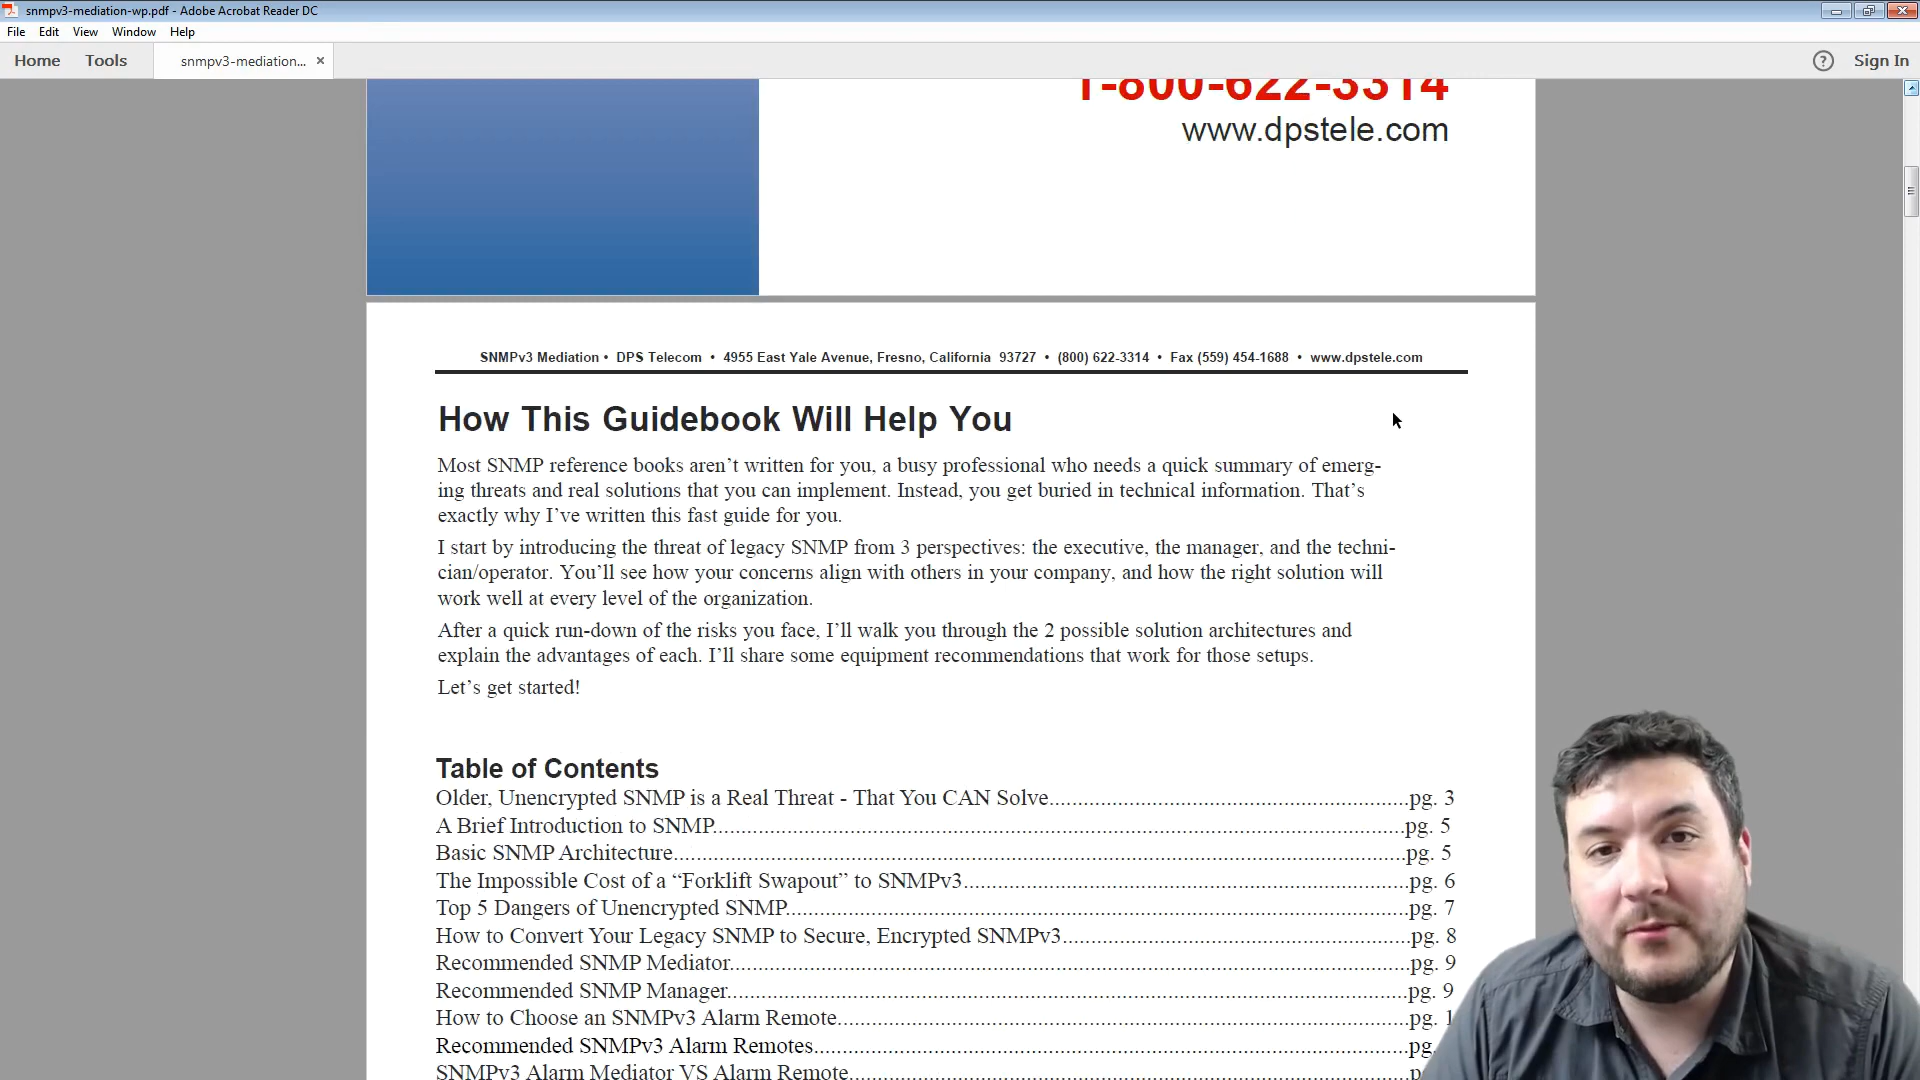 snmpv3-mediation-wp.pdf - Adobe Acrobat Reader DC
File Edit View Window Help
Home Tools snmpv3-mediation... × ? Sign In
1-800-622-3314
www.dpstele.com
SNMPv3 Mediation • DPS Telecom • 4955 East Yale Avenue, Fresno, California 93727 • (800) 622-3314 • Fax (559) 454-1688 • www.dpstele.com
How This Guidebook Will Help You
Most SNMP reference books aren’t written for you, a busy professional who needs a quick summary of emerg-
ing threats and real solutions that you can implement. Instead, you get buried in technical information. That’s
exactly why I’ve written this fast guide for you.
I start by introducing the threat of legacy SNMP from 3 perspectives: the executive, the manager, and the techni-
cian/operator. You’ll see how your concerns align with others in your company, and how the right solution will
work well at every level of the organization.
After a quick run-down of the risks you face, I’ll walk you through the 2 possible solution architectures and
explain the advantages of each. I’ll share some equipment recommendations that work for those setups.
Let’s get started!
Table of Contents
Older, Unencrypted SNMP is a Real Threat - That You CAN Solve...pg. 3
A Brief Introduction to SNMP...pg. 5
Basic SNMP Architecture...pg. 5
The Impossible Cost of a “Forklift Swapout” to SNMPv3...pg. 6
Top 5 Dangers of Unencrypted SNMP...pg. 7
How to Convert Your Legacy SNMP to Secure, Encrypted SNMPv3...pg. 8
Recommended SNMP Mediator...pg. 9
Recommended SNMP Manager...pg. 9
How to Choose an SNMPv3 Alarm Remote...pg. 1
Recommended SNMPv3 Alarm Remotes...pg.
SNMPv3 Alarm Mediator VS Alarm Remote...